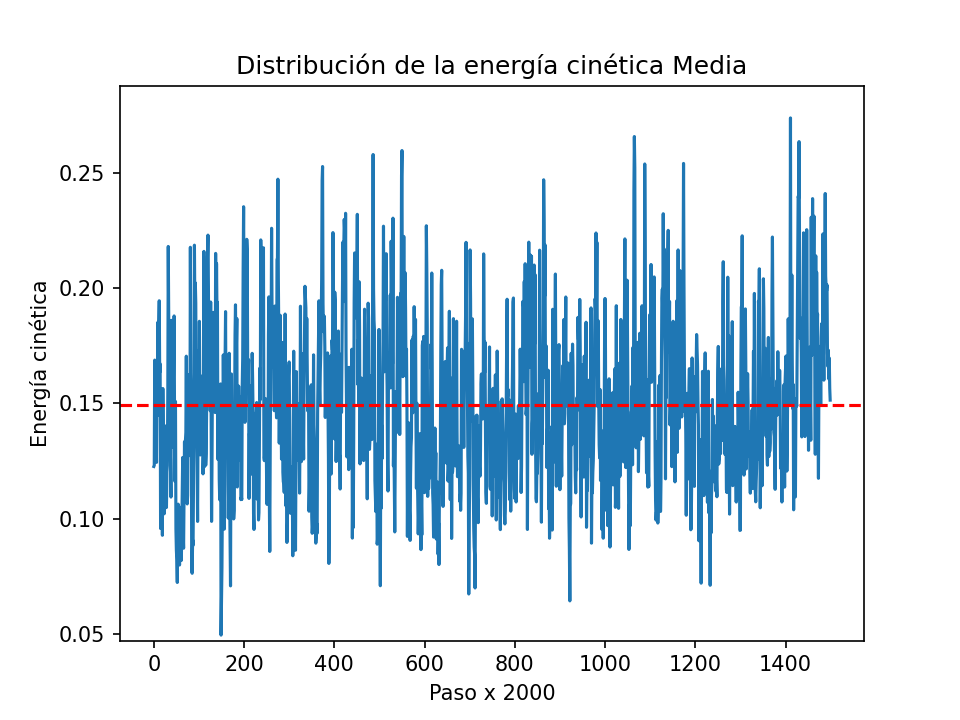 Distribución de la energía cinética Media
Energía cinética
0.25
0.20
0.15
0.10
0.05
0 200 400 600 800 1000 1200 1400
Paso x 2000